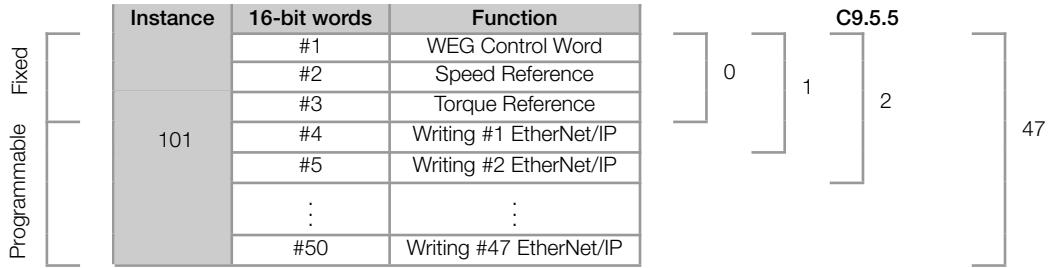 Instance 16-bit words Function C9.5.5
Fixed
#1 WEG Control Word
#2 Speed Reference 0
1
#3 Torque Reference 2
101 #4 Writing #1 EtherNet/IP 47
Programmable
#5 Writing #2 EtherNet/IP
⋮ ⋮
#50 Writing #47 EtherNet/IP